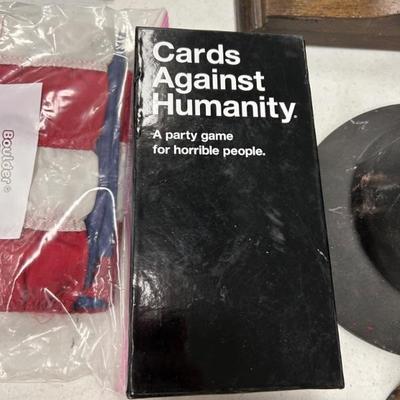 Cards
Against
Humanity.
A party game
for horrible people.
Boulder